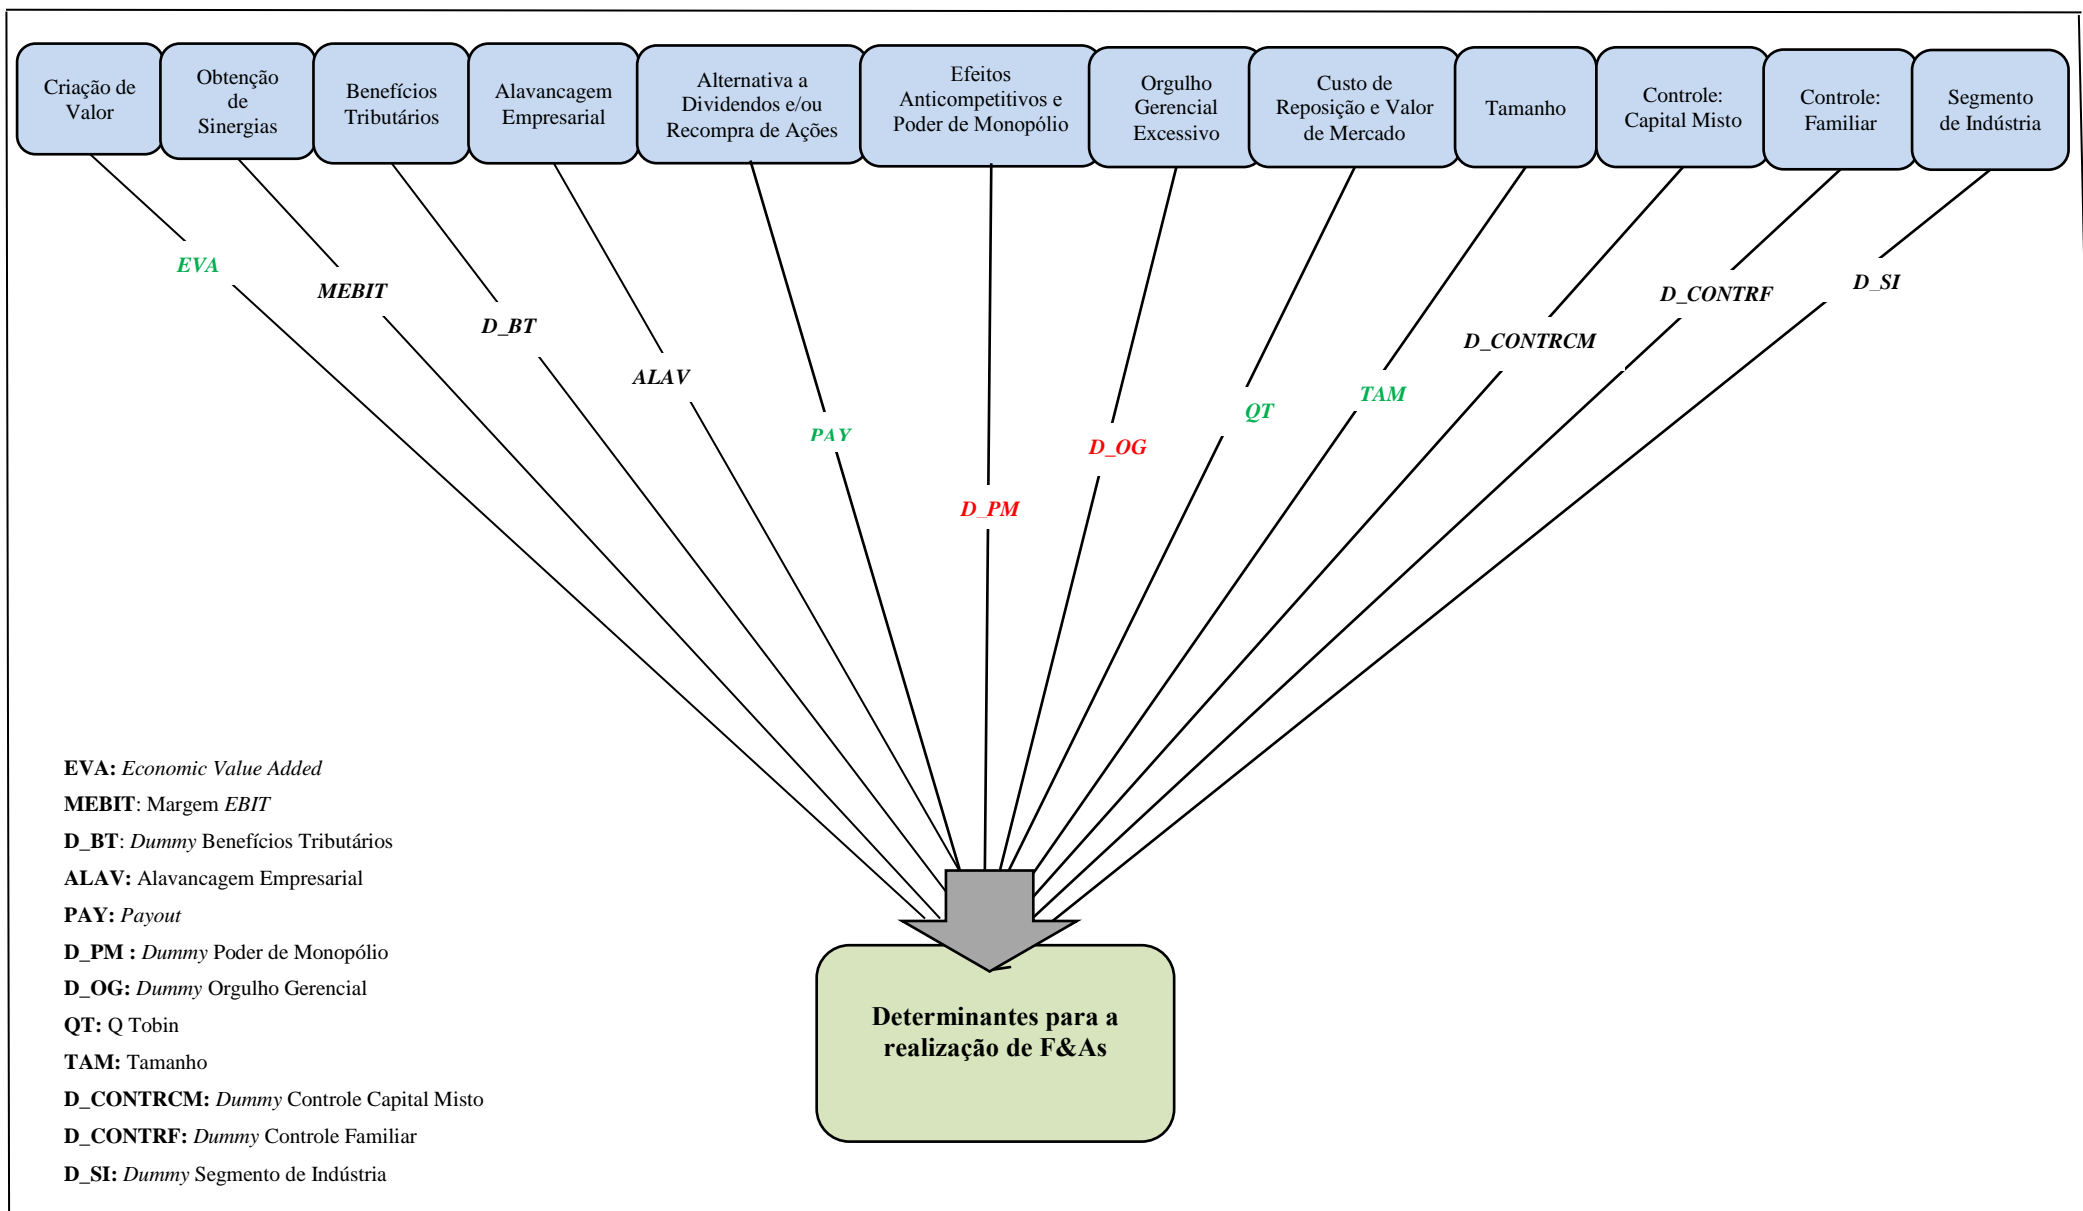 Criação de
Valor
Obtenção
de
Sinergias
Benefícios
Tributários
Alavancagem
Empresarial
Alternativa a
Dividendos e/ou
Recompra de Ações
Efeitos
Anticompetitivos e
Poder de Monopólio
Orgulho
Gerencial
Excessivo
Custo de
Reposição e Valor
de Mercado
Tamanho
Controle:
Capital Misto
Controle:
Familiar
Segmento
de Indústria
EVA
MEBIT
D_BT
ALAV
PAY
D_PM
D_OG
QT
TAM
D_CONTRCM
D_CONTRF
D_SI
EVA: Economic Value Added
MEBIT: Margem EBIT
D_BT: Dummy Benefícios Tributários
ALAV: Alavancagem Empresarial
PAY: Payout
D_PM : Dummy Poder de Monopólio
D_OG: Dummy Orgulho Gerencial
QT: Q Tobin
TAM: Tamanho
D_CONTRCM: Dummy Controle Capital Misto
D_CONTRF: Dummy Controle Familiar
D_SI: Dummy Segmento de Indústria
Determinantes para a
realização de F&As